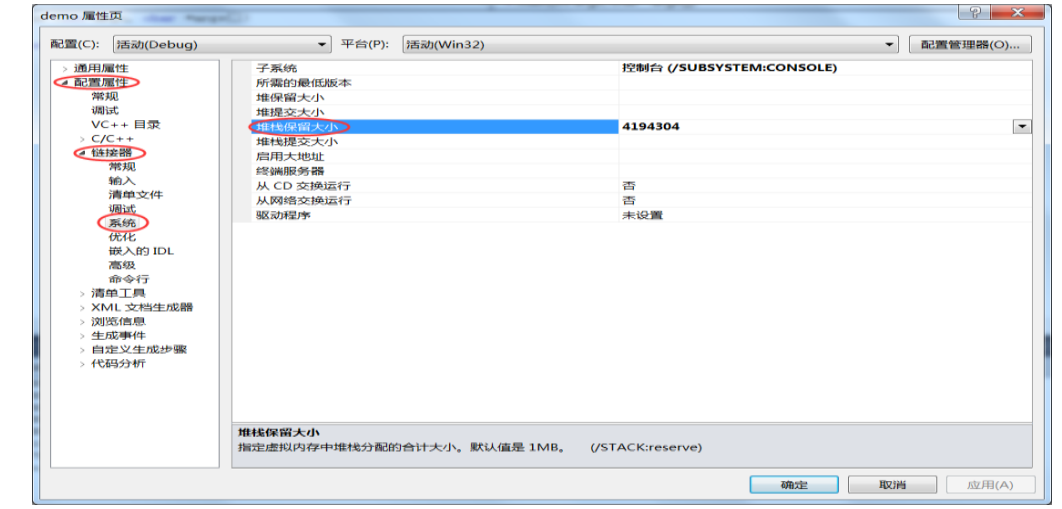 demo 属性页
配置(C): 活动(Debug) 平台(P): 活动(Win32) 配置管理器(O)...
通用属性
配置属性
常规
调试
VC++ 目录
C/C++
链接器
常规
输入
清单文件
调试
系统
优化
嵌入的 IDL
高级
命令行
清单工具
XML 文档生成器
浏览信息
生成事件
自定义生成步骤
代码分析
子系统 控制台 (/SUBSYSTEM:CONSOLE)
所需的最低版本
堆保留大小
堆提交大小
堆栈保留大小 4194304
堆栈提交大小
启用大地址
终端服务器
从 CD 交换运行 否
从网络交换运行 否
驱动程序 未设置
堆栈保留大小
指定虚拟内存中堆栈分配的合计大小。默认值是 1MB。 (/STACK:reserve)
确定 取消 应用(A)